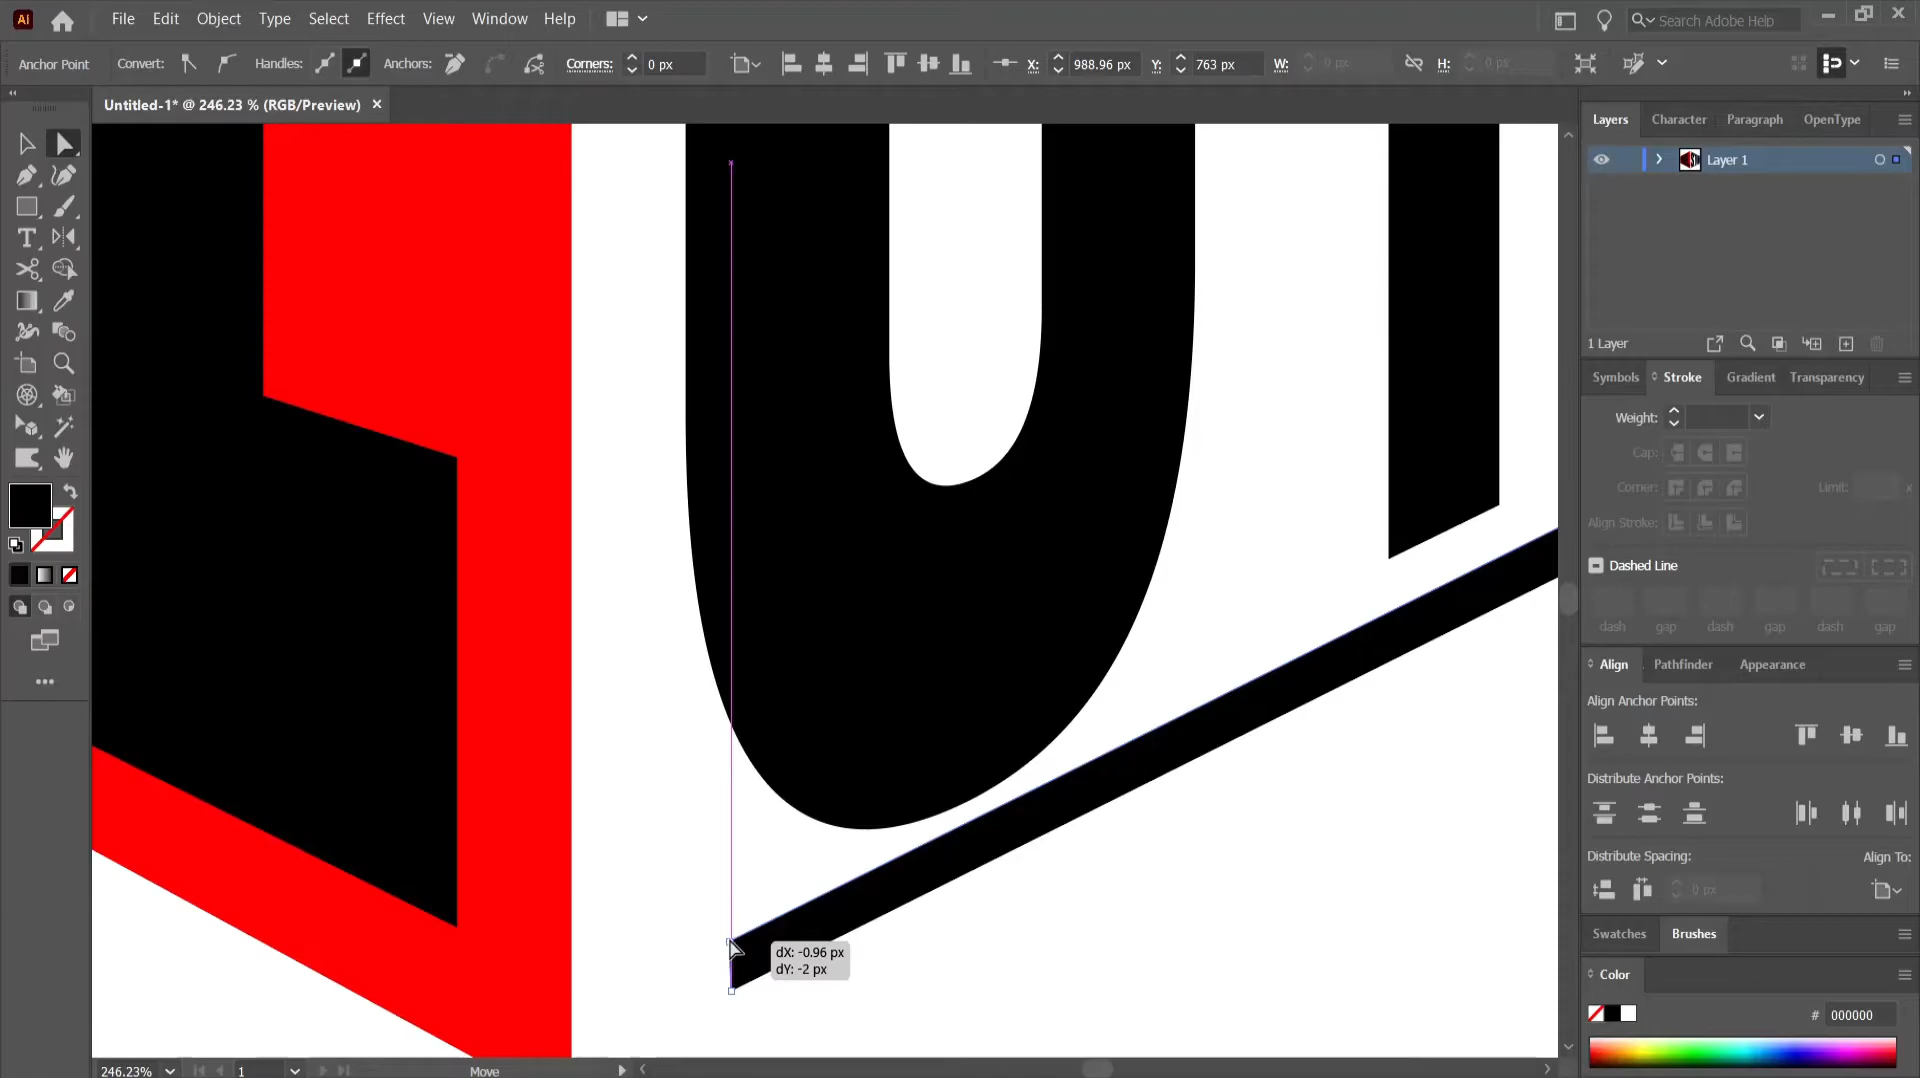 Ai File Edit Object Type Select Effect View Window Help Search Adobe Help
Anchor Point Convert: Handles: Anchors: Corners: 0 px X: 988.96 px Y: 763 px W: 0 px H: 0 px
Untitled-1* @ 246.23 % (RGB/Preview)
Layers Character Paragraph OpenType
Layer 1
1 Layer
Symbols Stroke Gradient Transparency
Weight:
Cap:
Corner: Limit: x
Align Stroke:
Dashed Line
dash gap dash gap dash gap
Align Pathfinder Appearance
Align Anchor Points:
Distribute Anchor Points:
Distribute Spacing: Align To:
0 px
Swatches Brushes
Color
# 000000
dX: -0.96 px
dY: -2 px
246.23% 1 Move